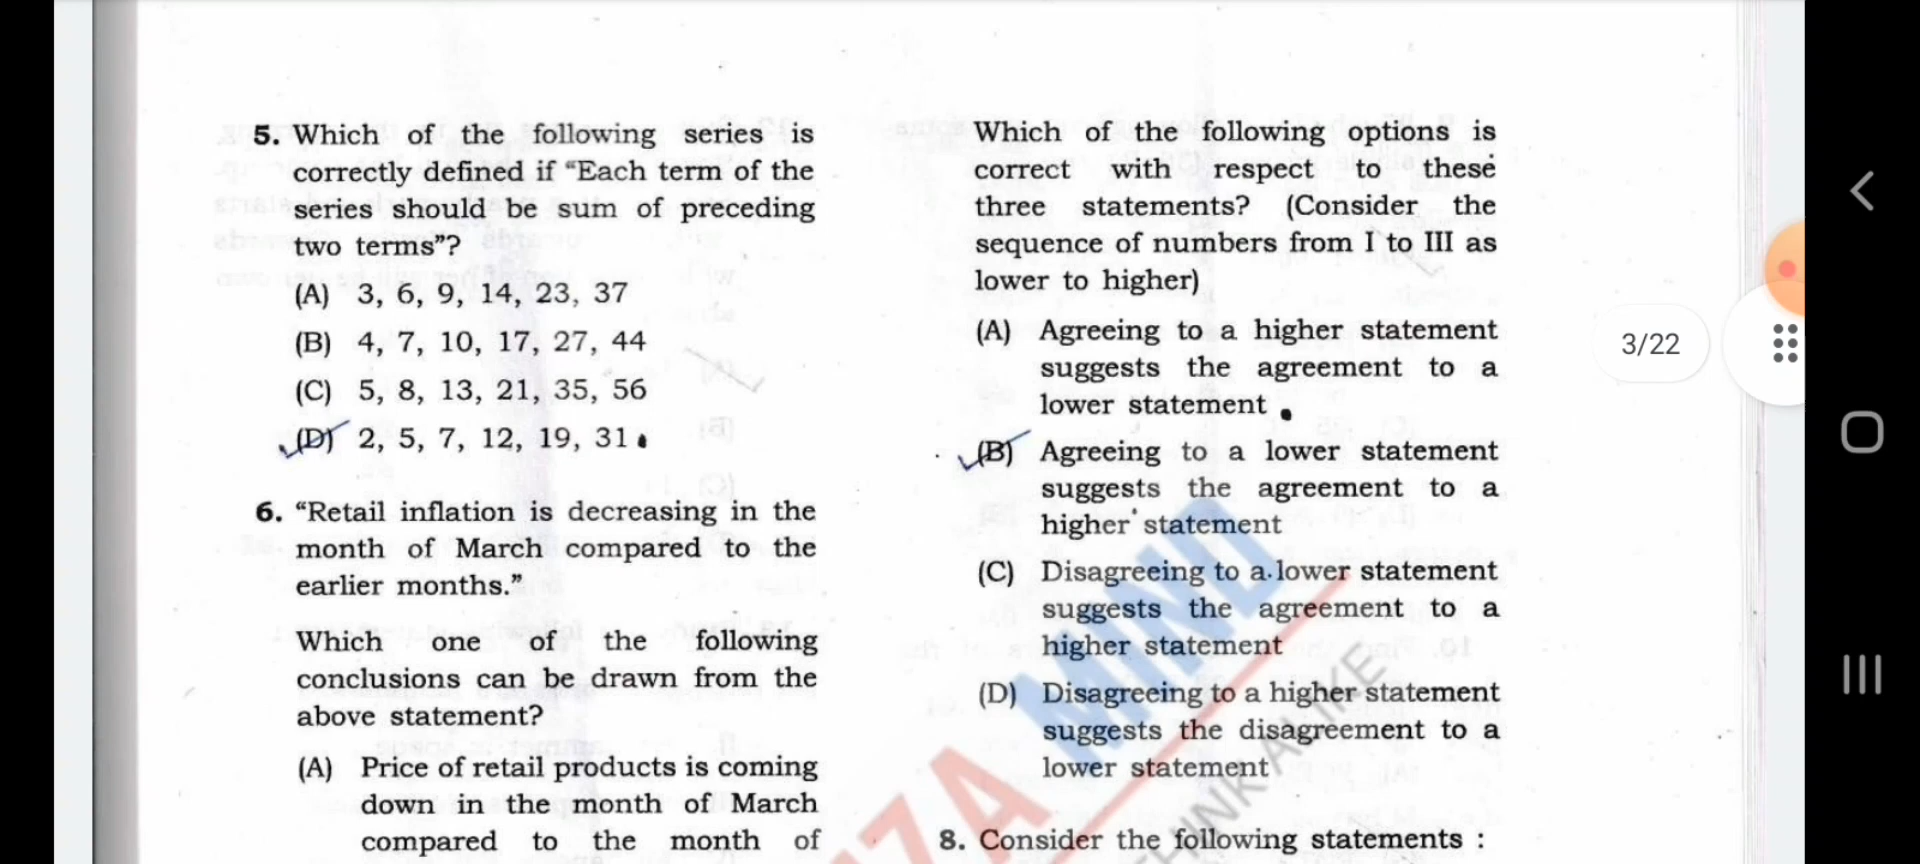 5. Which of the following series is
correctly defined if “Each term of the
series should be sum of preceding
two terms”?
(A) 3, 6, 9, 14, 23, 37
(B) 4, 7, 10, 17, 27, 44
(C) 5, 8, 13, 21, 35, 56
(D) 2, 5, 7, 12, 19, 31
6. “Retail inflation is decreasing in the
month of March compared to the
earlier months.”
Which one of the following
conclusions can be drawn from the
above statement?
(A) Price of retail products is coming
down in the month of March
compared to the month of
Which of the following options is
correct with respect to these
three statements? (Consider the
sequence of numbers from I to III as
lower to higher)
(A) Agreeing to a higher statement
suggests the agreement to a
lower statement
(B) Agreeing to a lower statement
suggests the agreement to a
higher statement
(C) Disagreeing to a lower statement
suggests the agreement to a
higher statement
(D) Disagreeing to a higher statement
suggests the disagreement to a
lower statement
8. Consider the following statements :
MIND
THINK ALIKE
3/22